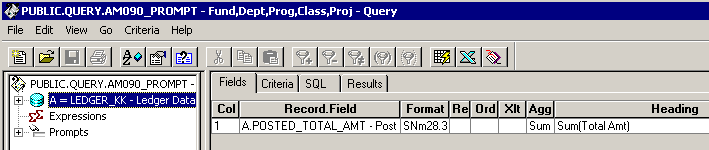 PUBLIC.QUERY.AM090_PROMPT - Fund,Dept,Prog,Class,Proj - Query
File Edit View Go Favorites Language Help
PUBLIC.QUERY.AM090_PROMPT -
A = LEDGER_KK - Ledger Data
Expressions
Prompts
Fields Criteria SQL Results
Col Record.Field Format Re Ord Xlt Agg Heading
1 A.POSTED_TOTAL_AMT - Post SNm28.3 Sum Sum(Total Amt)